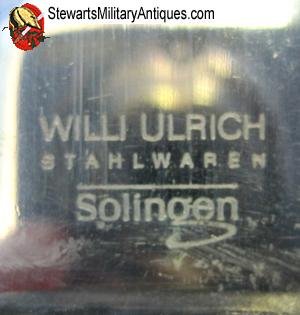 StewartsMilitaryAntiques.com
WILLI ULRICH
STAHLWAREN
Solingen